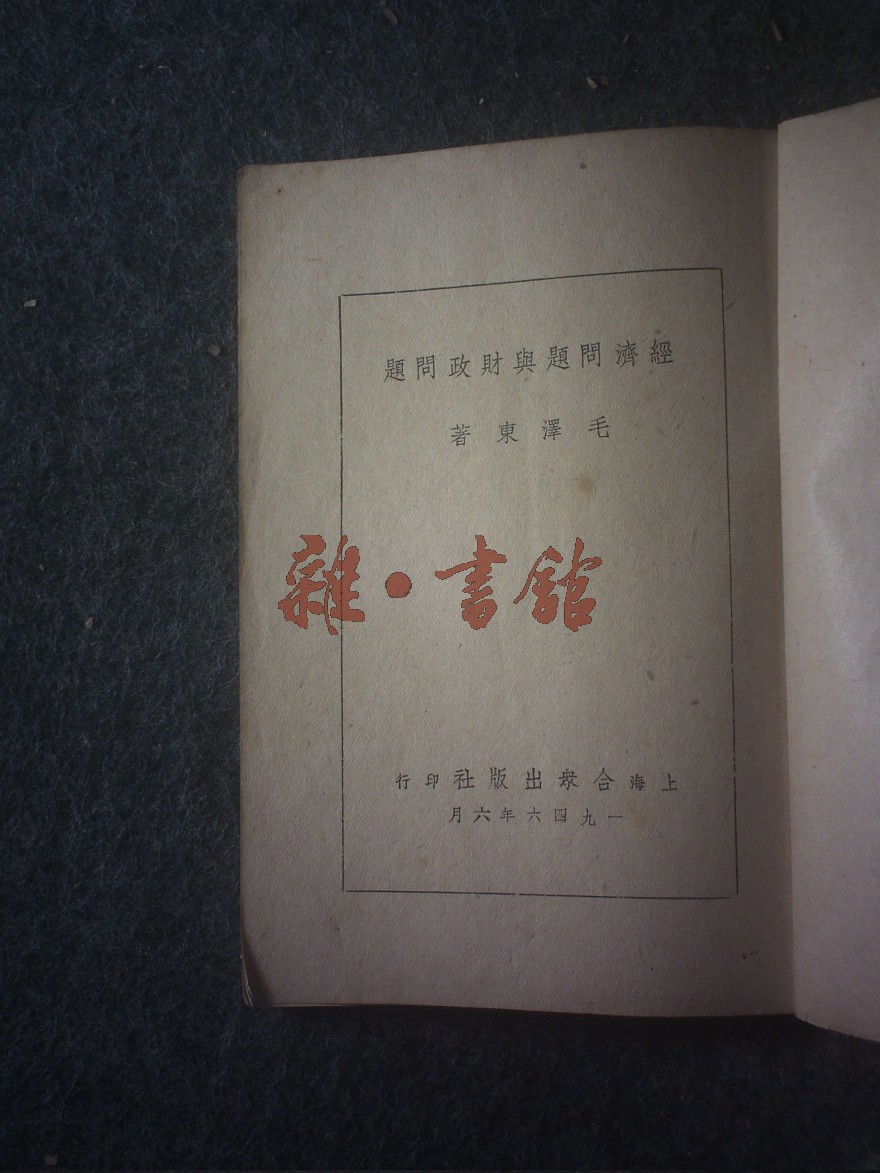 經濟問題與財政問題
毛澤東著
雜·書館
上海合衆出版社印行
一九四六年六月